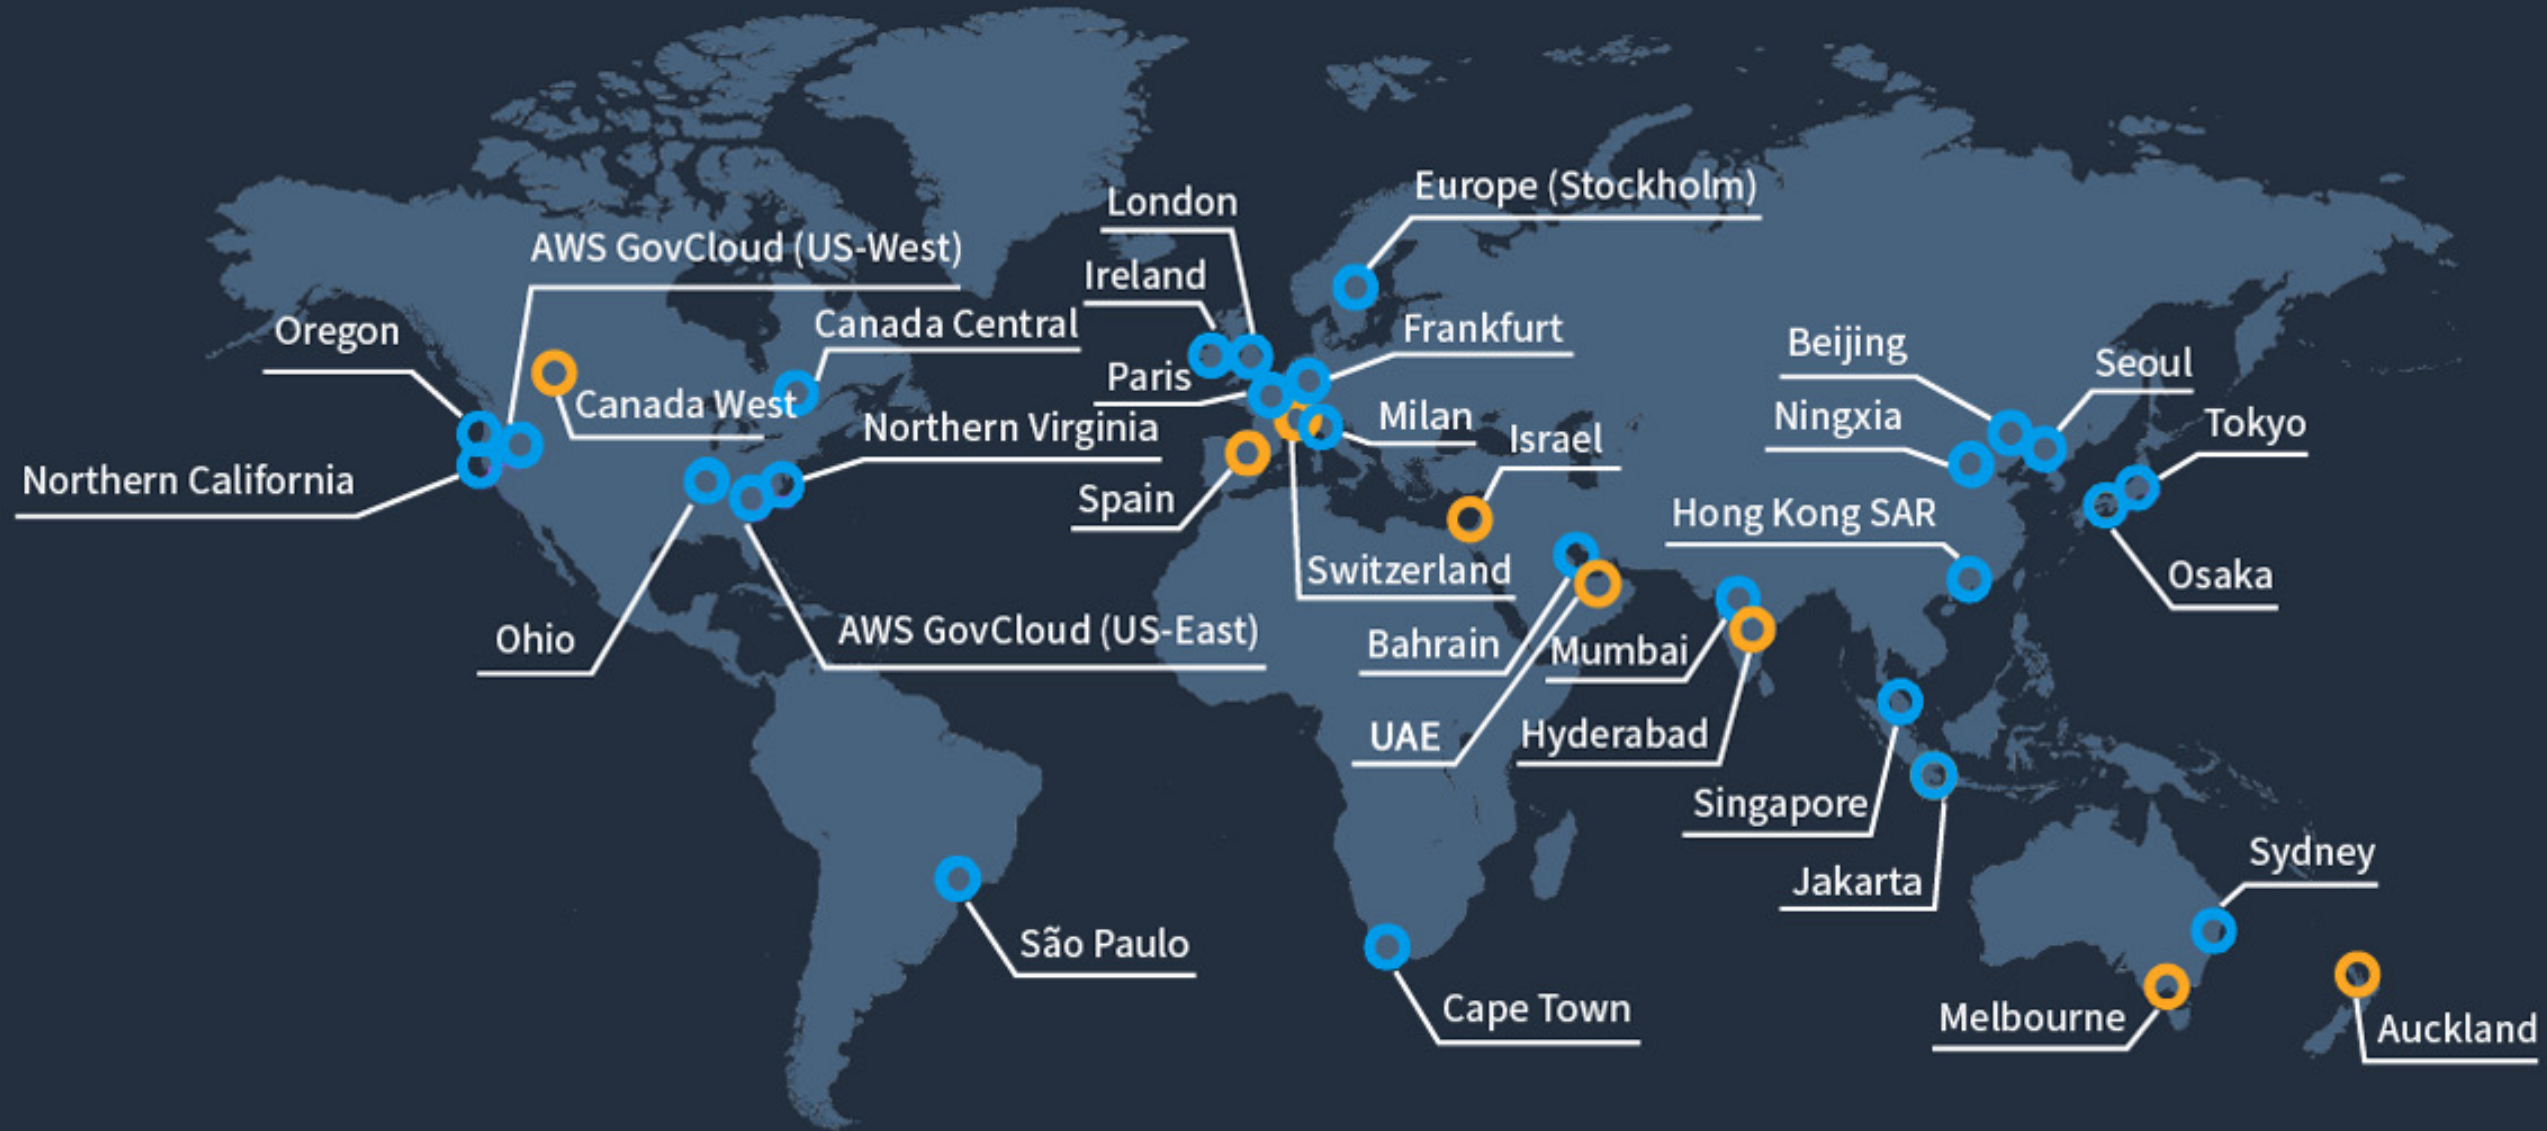 London
Europe (Stockholm)
AWS GovCloud (US-West)
Ireland
Oregon
Canada Central
Frankfurt
Beijing
Seoul
Paris
Canada West
Milan
Ningxia
Tokyo
Northern Virginia
Israel
Northern California
Spain
Hong Kong SAR
Switzerland
Osaka
Ohio
AWS GovCloud (US-East)
Bahrain
Mumbai
UAE
Hyderabad
Singapore
Sydney
Jakarta
São Paulo
Cape Town
Melbourne
Auckland